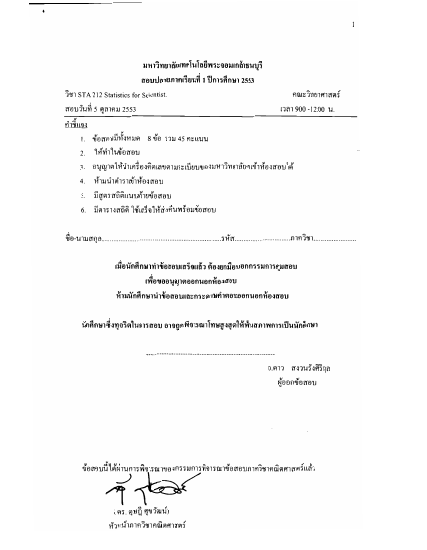 1
มหาวิทยาลัยเทคโนโลยีพระจอมเกล้าธนบุรี
สอบปลายภาคเรียนที่ 1 ปีการศึกษา 2553
วิชา STA 212 Statistics for Scientist. คณะวิทยาศาสตร์
สอบวันที่ 5 ตุลาคม 2553 เวลา 900 -1200 น.
คำชี้แจง
1. ข้อสอบมีทั้งหมด 8 ข้อ รวม 45 คะแนน
2. ให้ทำในข้อสอบ
3. อนุญาตให้นำเครื่องคิดเลขตามระเบียบของมหาวิทยาลัยฯเข้าห้องสอบได้
4. ห้ามนำตำราเข้าห้องสอบ
5. มีสูตรสถิติแนบท้ายข้อสอบ
6. มีตารางสถิติ ใช้เสร็จให้ส่งคืนพร้อมข้อสอบ
ชื่อ-นามสกุล......................................................รหัส.......................ภาควิชา..................
เมื่อนักศึกษาทำข้อสอบเสร็จแล้ว ต้องยกมือบอกกรรมการคุมสอบ
เพื่อขออนุญาตออกนอกห้องสอบ
ห้ามนักศึกษานำข้อสอบและกระดาษคำตอบออกนอกห้องสอบ
นักศึกษาซึ่งทุจริตในการสอบ อาจถูกพิจารณาโทษสูงสุดให้พ้นสภาพการเป็นนักศึกษา
......................................................
อ.ดาว สงวนรังศิริกุล
ผู้ออกข้อสอบ
ข้อสอบนี้ได้ผ่านการพิจารณาของกรรมการพิจารณาข้อสอบภาควิชาคณิตศาสตร์แล้ว
(ดร. ดุษฎี ศุขวัฒน์)
หัวหน้าภาควิชาคณิตศาสตร์